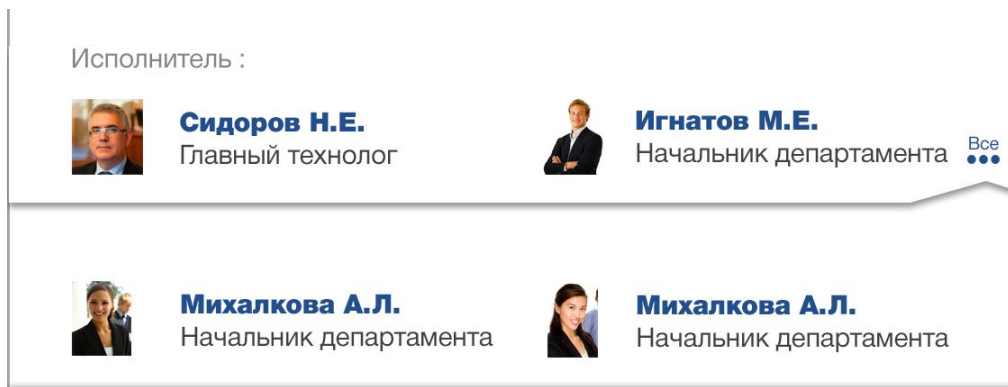 Исполнитель :
Сидоров Н.Е.
Главный технолог
Игнатов М.Е.
Начальник департамента
Все
Михалкова А.Л.
Начальник департамента
Михалкова А.Л.
Начальник департамента